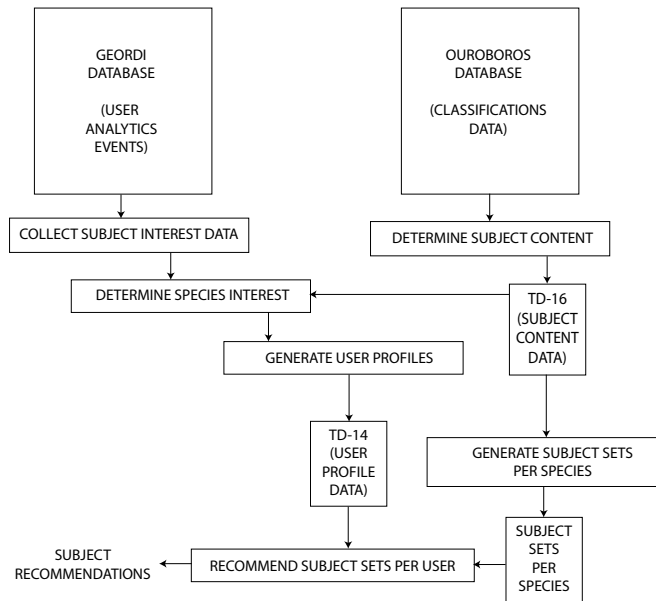 GEORDI
DATABASE
(USER
ANALYTICS
EVENTS)
OUROBOROS
DATABASE
(CLASSIFICATIONS
DATA)
COLLECT SUBJECT INTEREST DATA
DETERMINE SUBJECT CONTENT
DETERMINE SPECIES INTEREST
TD-16
(SUBJECT
CONTENT
DATA)
GENERATE USER PROFILES
TD-14
(USER
PROFILE
DATA)
GENERATE SUBJECT SETS
PER SPECIES
SUBJECT
SETS
PER
SPECIES
RECOMMEND SUBJECT SETS PER USER
SUBJECT
RECOMMENDATIONS